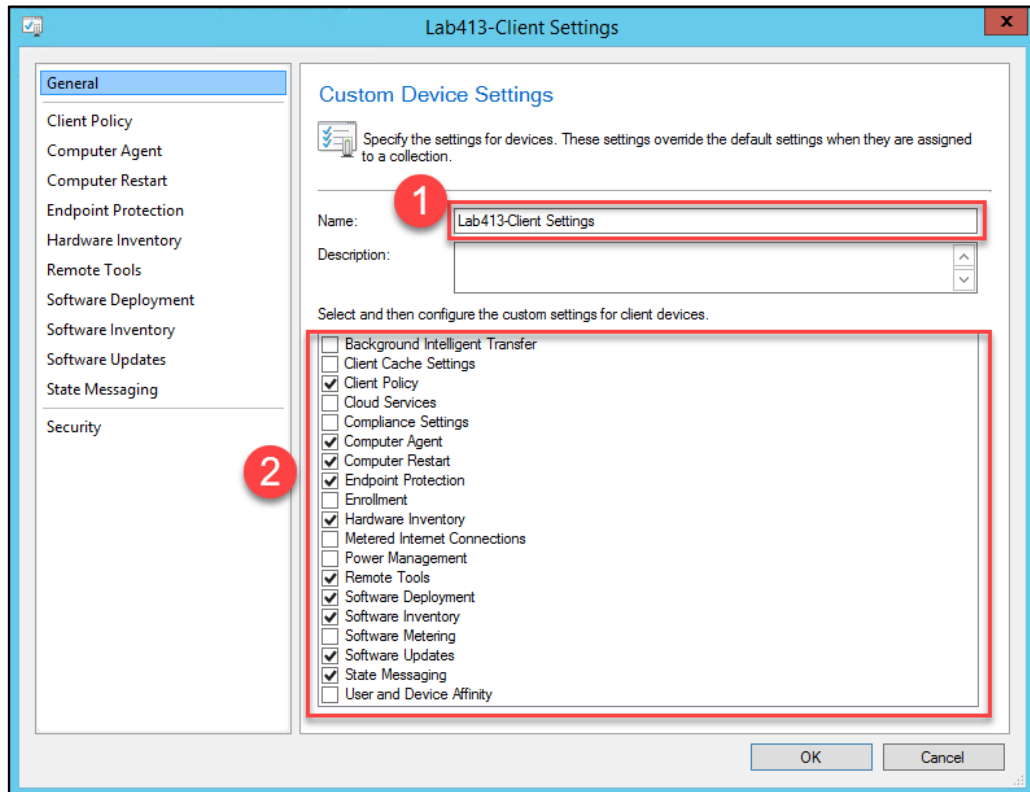 Lab413-Client Settings
x
General
Client Policy
Computer Agent
Computer Restart
Endpoint Protection
Hardware Inventory
Remote Tools
Software Deployment
Software Inventory
Software Updates
State Messaging
Security
Custom Device Settings
Specify the settings for devices. These settings override the default settings when they are assigned
to a collection.
1
Name:
Lab413-Client Settings
Description:
Select and then configure the custom settings for client devices.
2
Background Intelligent Transfer
Client Cache Settings
Client Policy
Cloud Services
Compliance Settings
Computer Agent
Computer Restart
Endpoint Protection
Enrollment
Hardware Inventory
Metered Internet Connections
Power Management
Remote Tools
Software Deployment
Software Inventory
Software Metering
Software Updates
State Messaging
User and Device Affinity
OK
Cancel